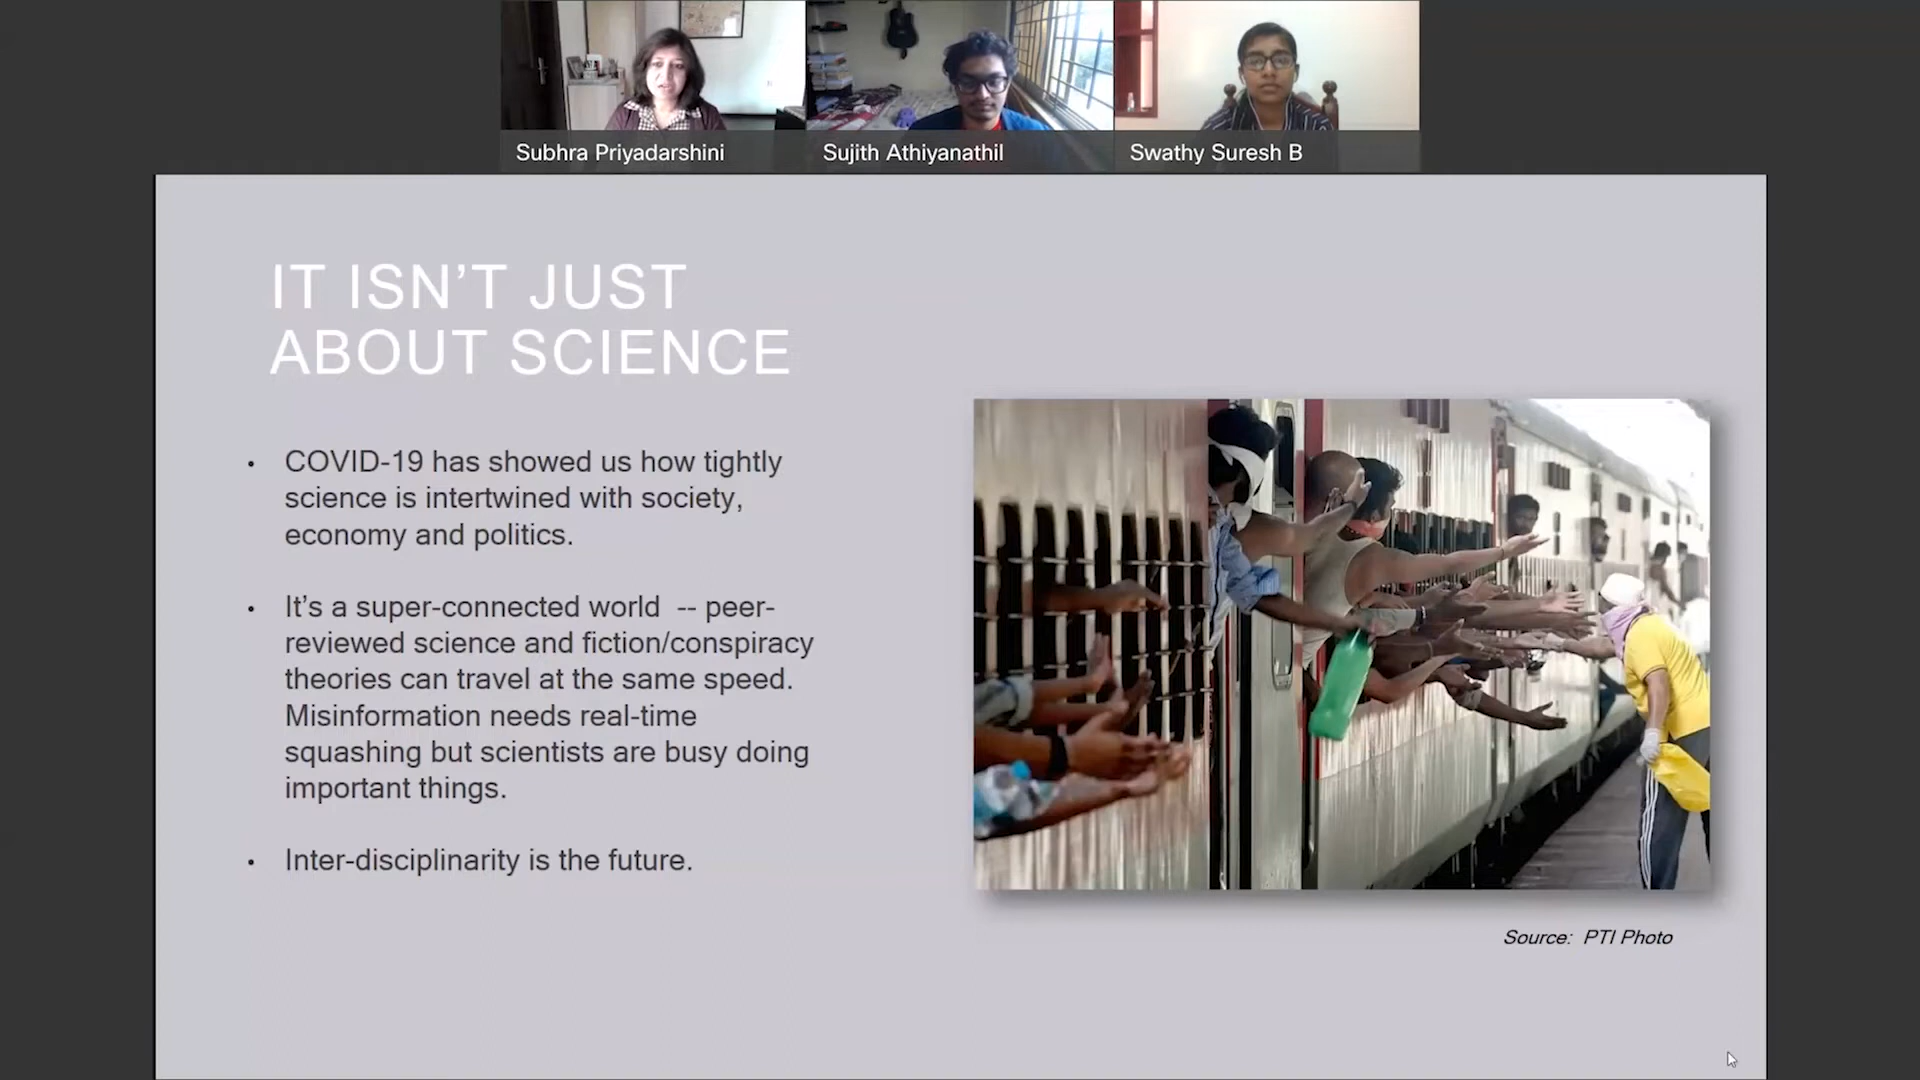 Subhra Priyadarshini
Sujith Athiyanathil
Swathy Suresh B
IT ISN’T JUST
ABOUT SCIENCE
• COVID-19 has showed us how tightly
science is intertwined with society,
economy and politics.
• It’s a super-connected world -- peer-
reviewed science and fiction/conspiracy
theories can travel at the same speed.
Misinformation needs real-time
squashing but scientists are busy doing
important things.
• Inter-disciplinarity is the future.
Source: PTI Photo